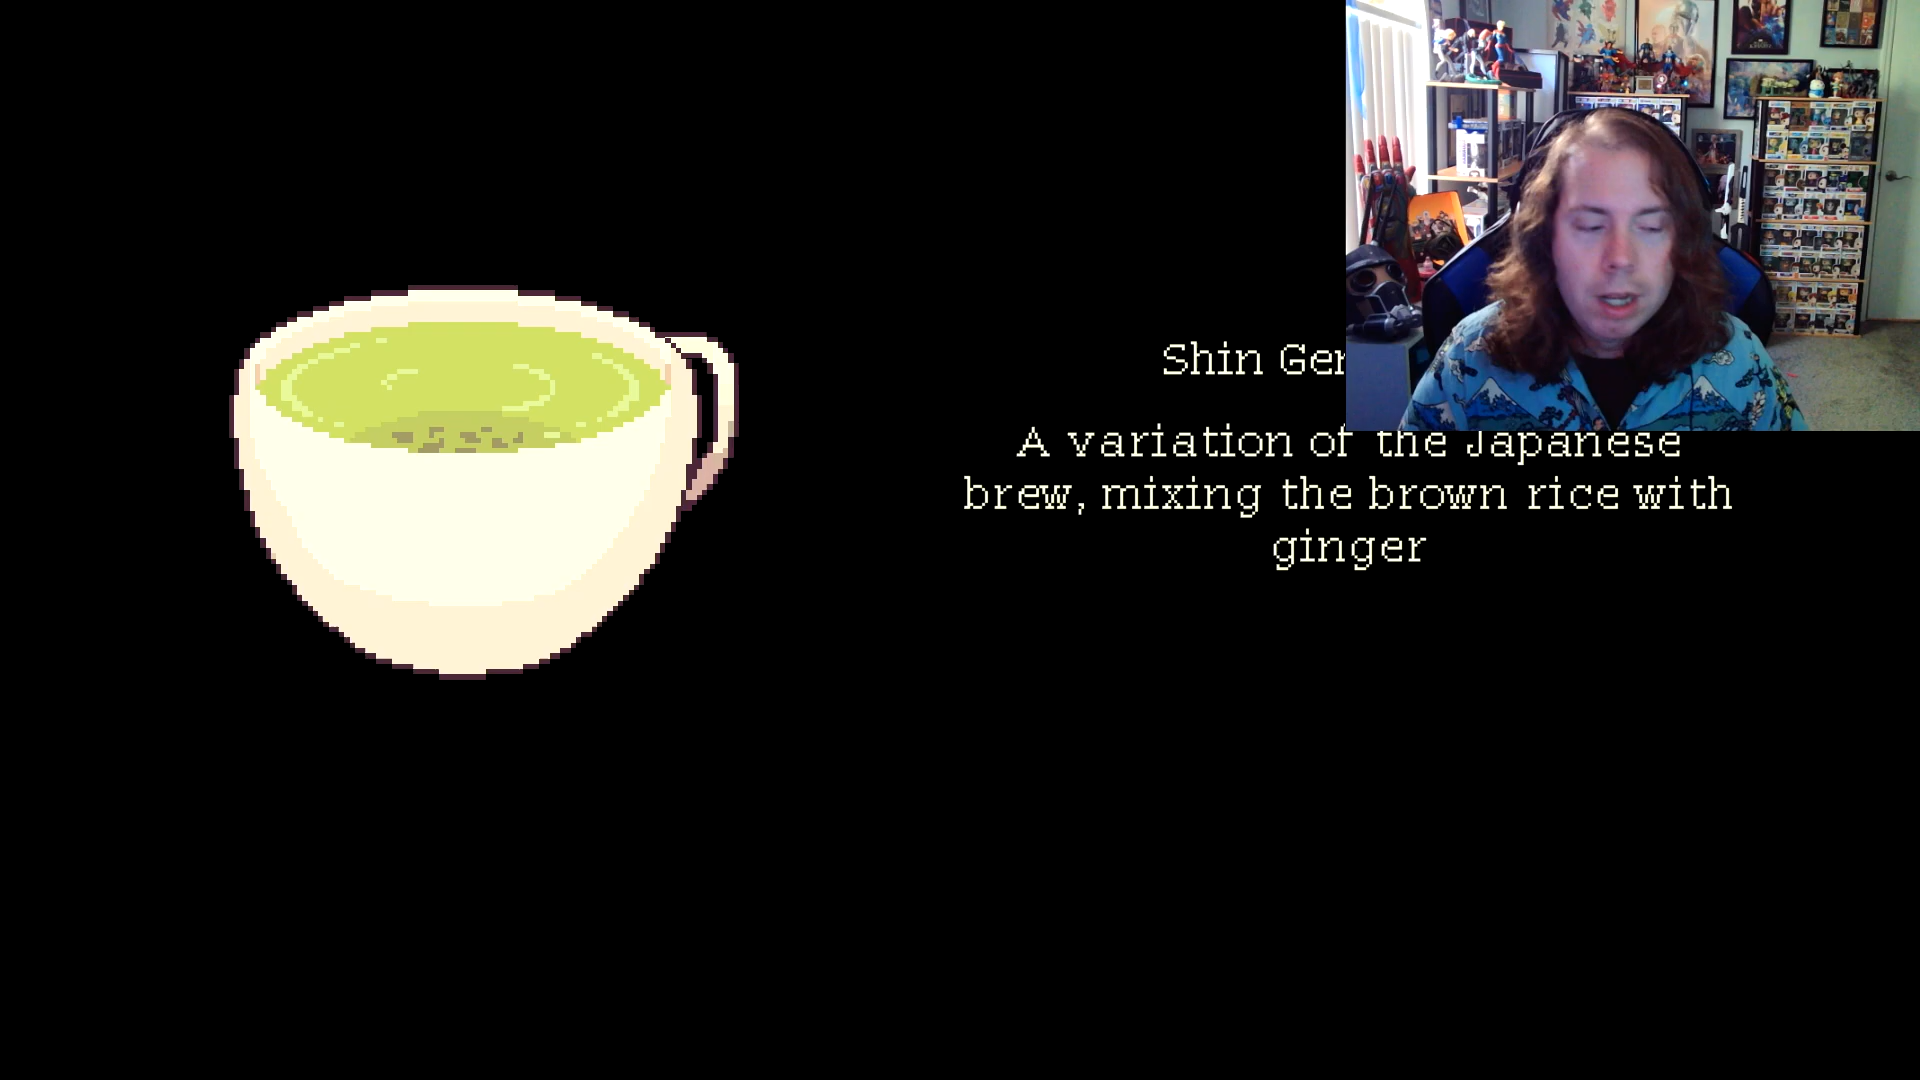 Shin
A variation of the Japanese
brew, mixing the brown rice with
ginger